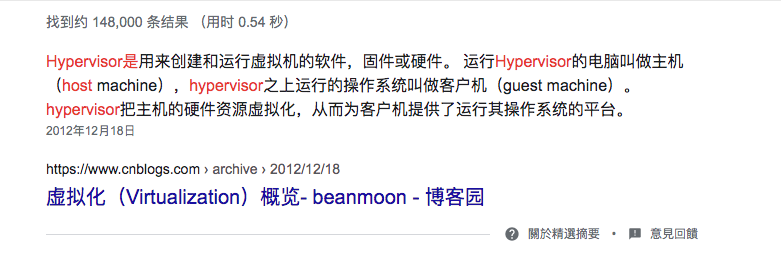 找到约 148,000 条结果 （用时 0.54 秒）
Hypervisor是用来创建和运行虚拟机的软件，固件或硬件。 运行Hypervisor的电脑叫做主机
（host machine），hypervisor之上运行的操作系统叫做客户机（guest machine）。
hypervisor把主机的硬件资源虚拟化，从而为客户机提供了运行其操作系统的平台。
2012年12月18日
https://www.cnblogs.com › archive › 2012/12/18
虚拟化（Virtualization）概览- beanmoon - 博客园
關於精選摘要 • 意見回饋